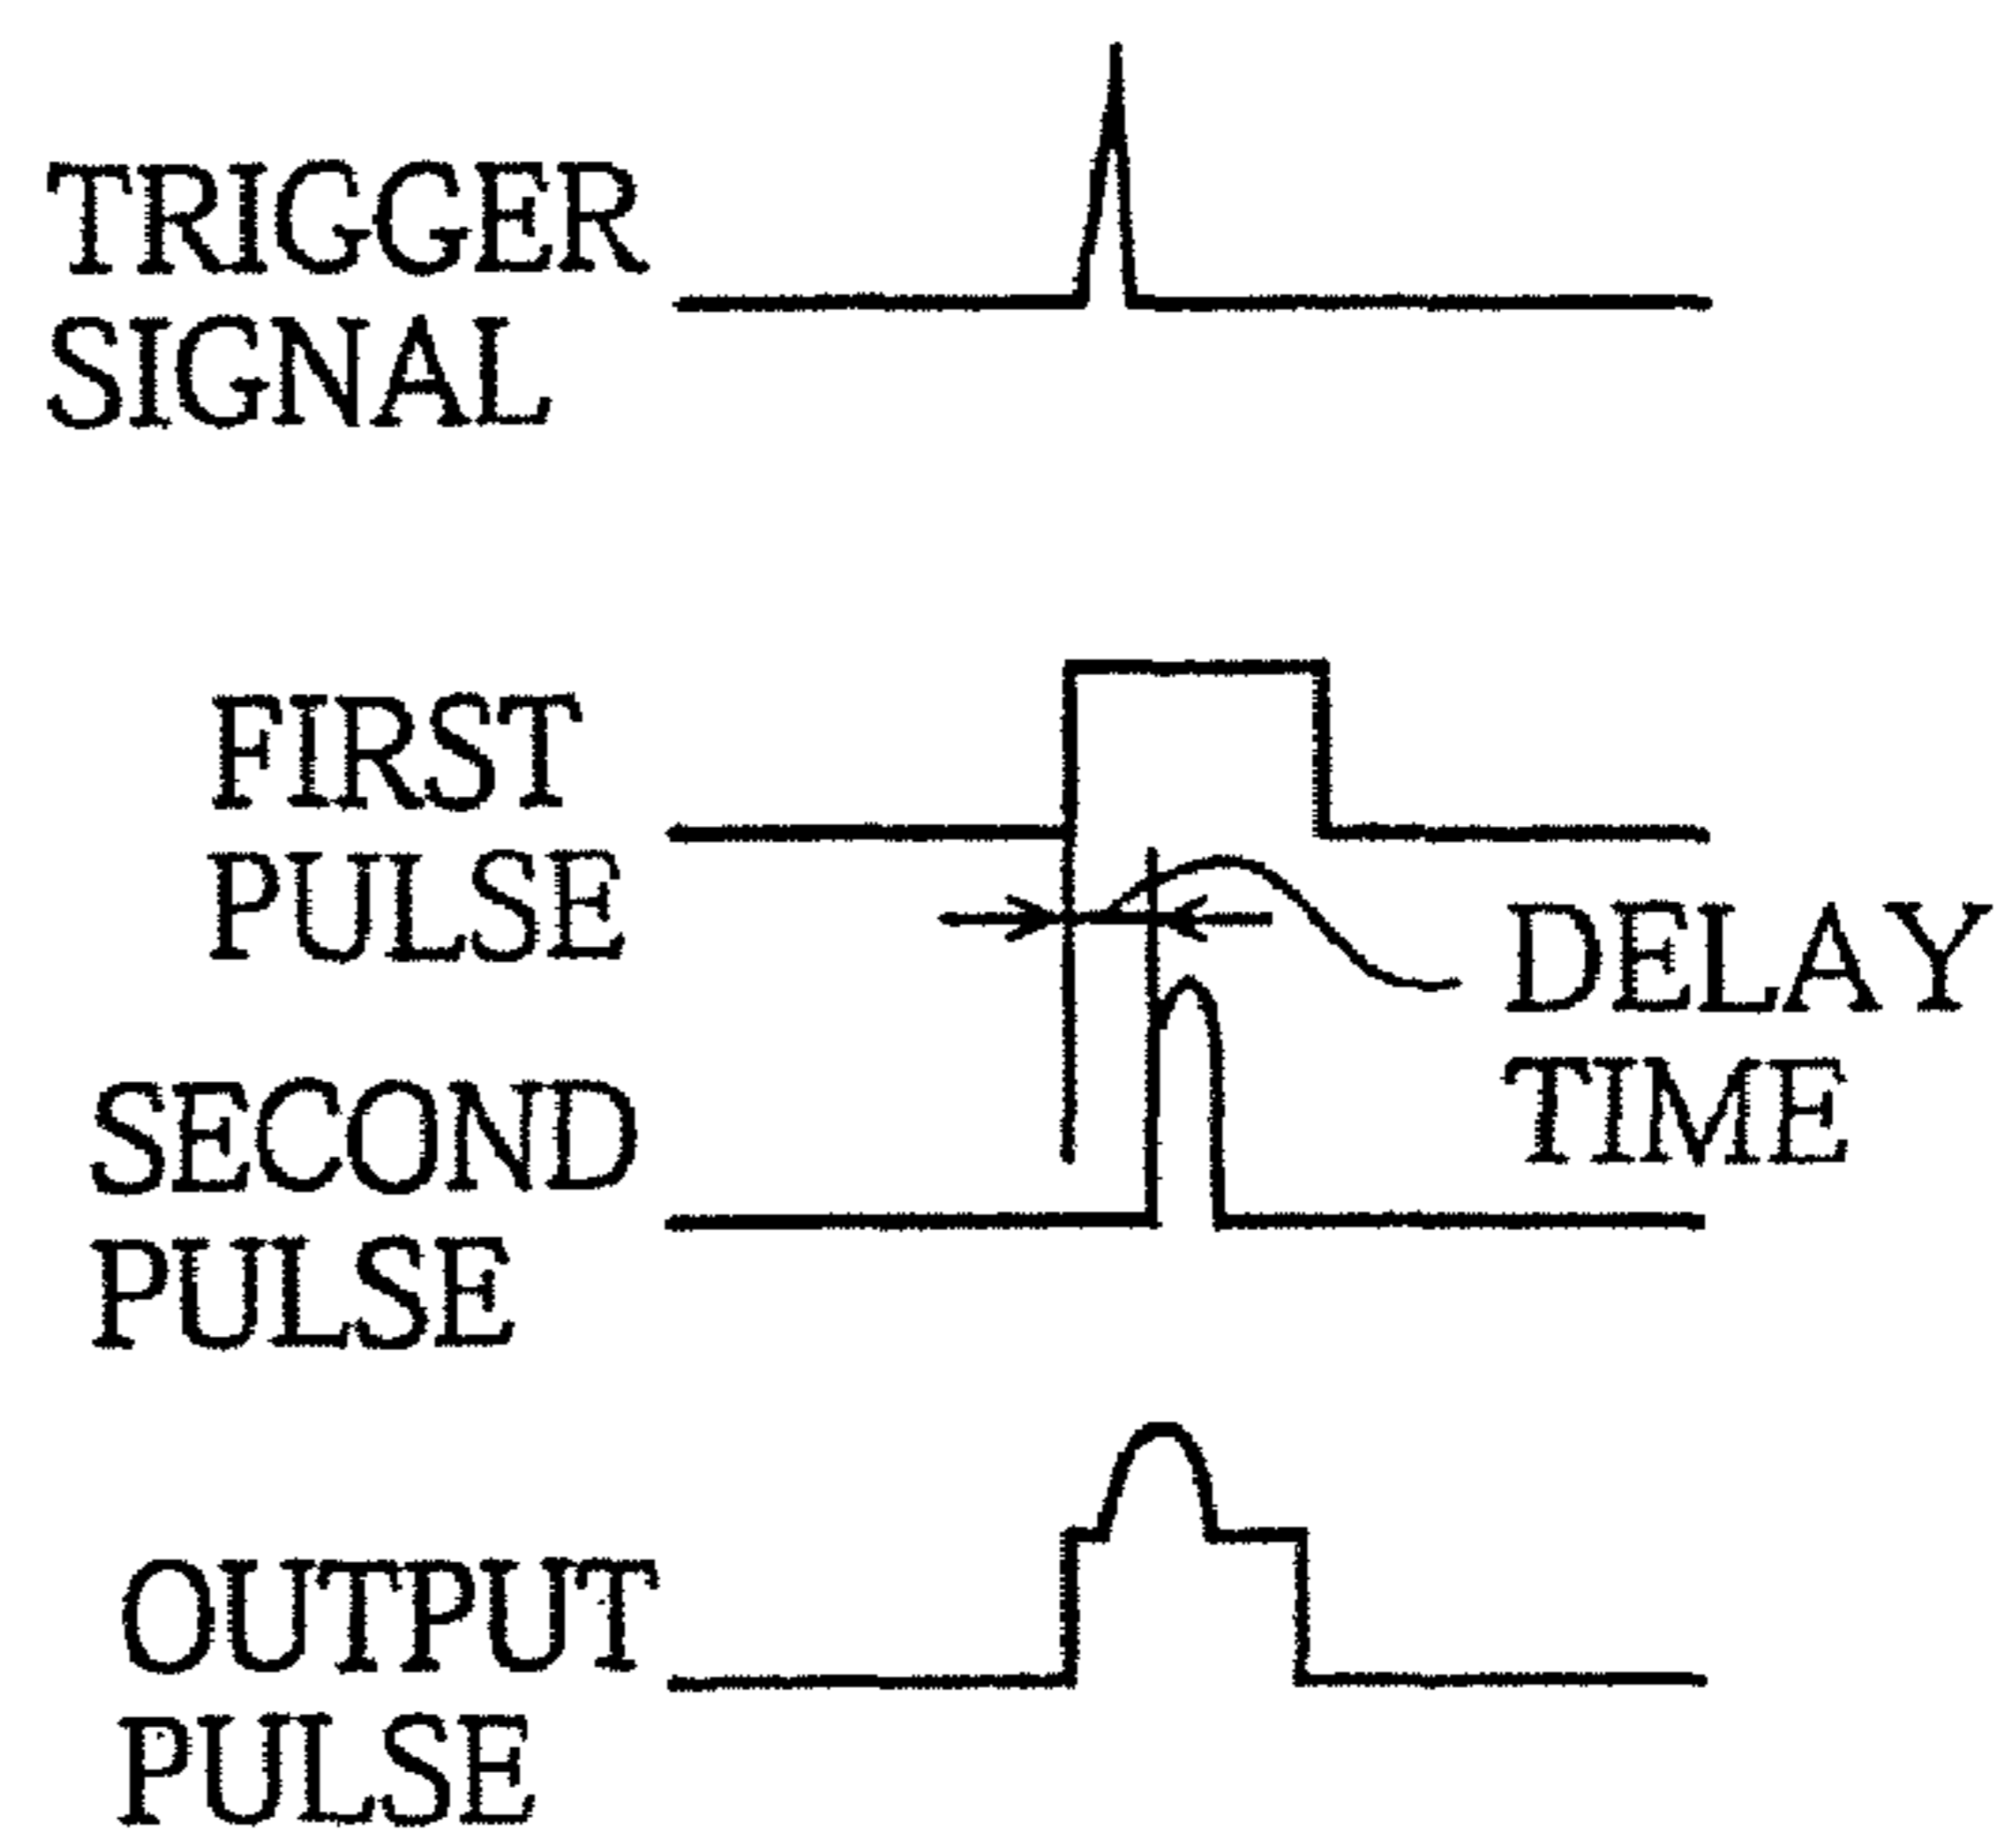 TRIGGER
SIGNAL
FIRST
PULSE
DELAY
TIME
SECOND
PULSE
OUTPUT
PULSE